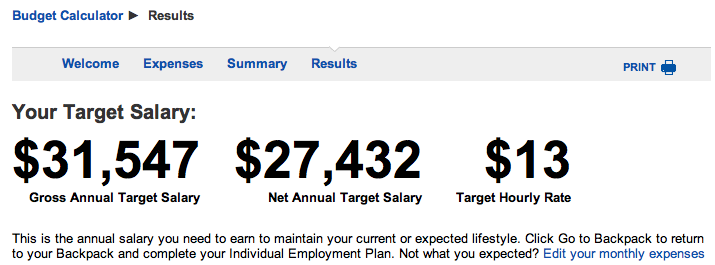 Budget Calculator ► Results
Welcome Expenses Summary Results PRINT
Your Target Salary:
$31,547 $27,432 $13
Gross Annual Target Salary Net Annual Target Salary Target Hourly Rate
This is the annual salary you need to earn to maintain your current or expected lifestyle. Click Go to Backpack to return
to your Backpack and complete your Individual Employment Plan. Not what you expected? Edit your monthly expenses